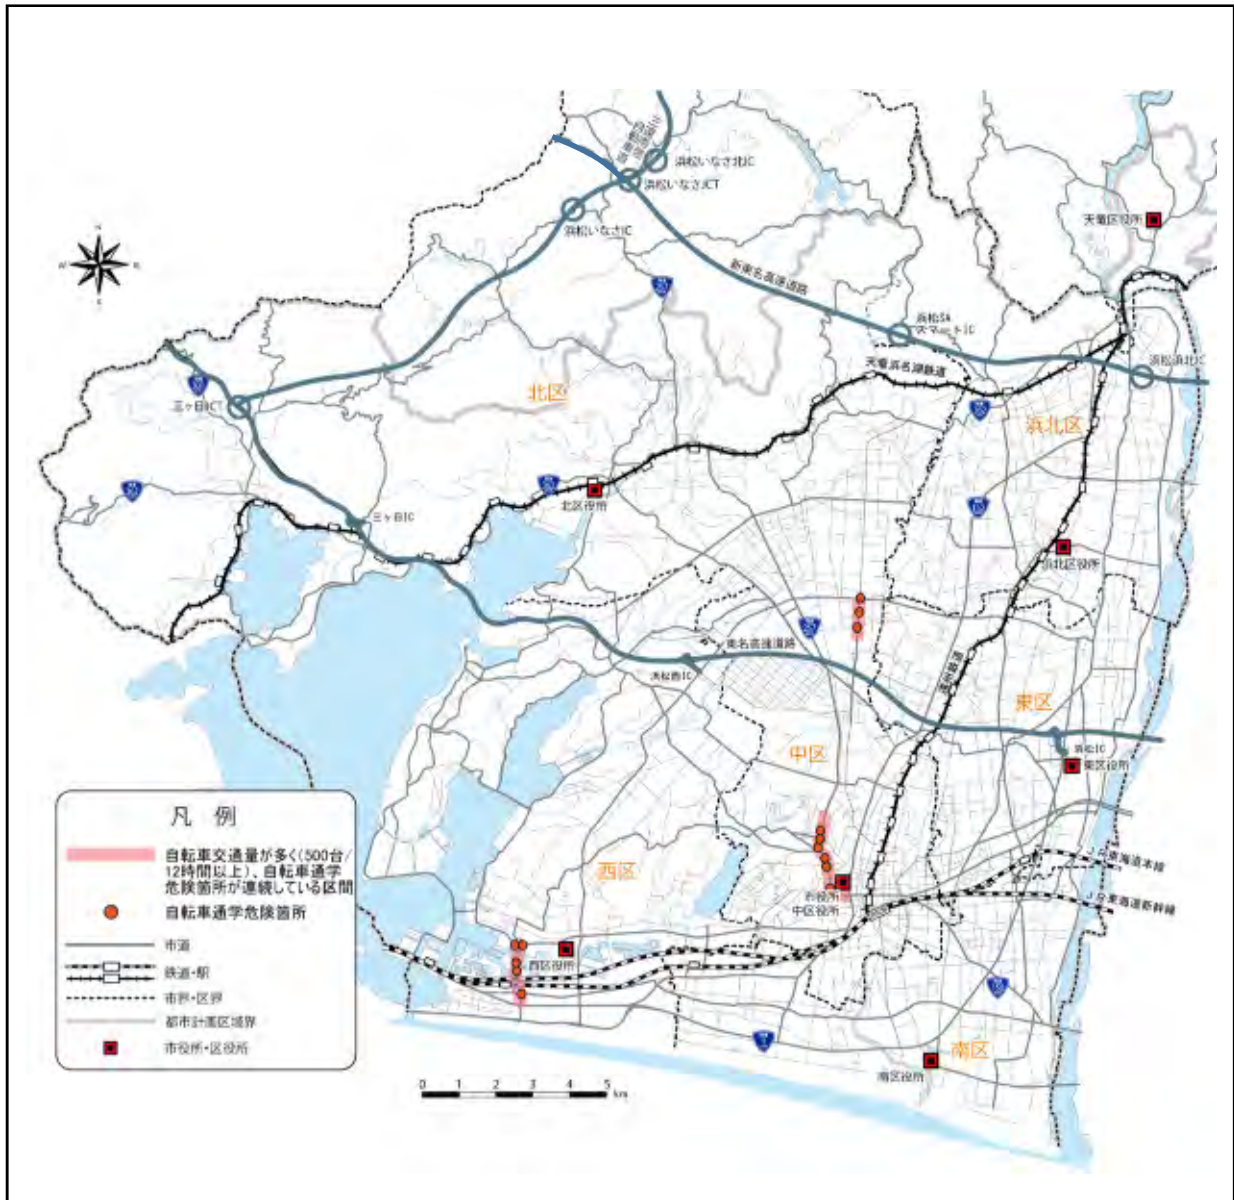 三遠南信
自動車道
浜松いなさ北IC
浜松いなさJCT
浜松いなさIC
天竜区役所
新東名高速道路
浜松SA
スマートIC
浜松浜北IC
天竜浜名湖鉄道
三ヶ日JCT
北区
浜北区
三ヶ日IC
北区役所
浜北区役所
東名高速道路
浜松西IC
遠州鉄道
東区
浜松IC
東区役所
中区
西区
市役所
中区役所
JR東海道本線
JR東海道新幹線
西区役所
南区
南区役所
凡 例
自転車交通量が多く(500台/
12時間以上)、自転車通学
危険箇所が連続している区間
自転車通学危険箇所
市道
鉄道・駅
市界・区界
都市計画区域界
市役所・区役所
0 1 2 3 4 5
km